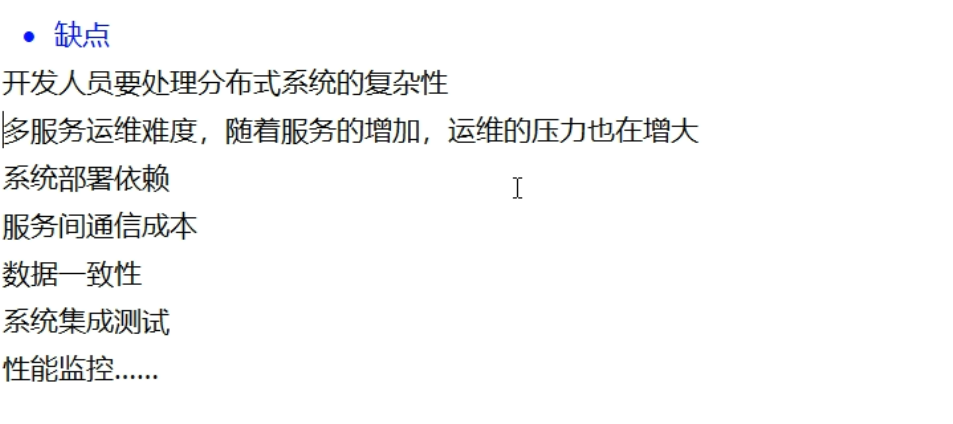 • 缺点
开发人员要处理分布式系统的复杂性
多服务运维难度，随着服务的增加，运维的压力也在增大
系统部署依赖
服务间通信成本
数据一致性
系统集成测试
性能监控......